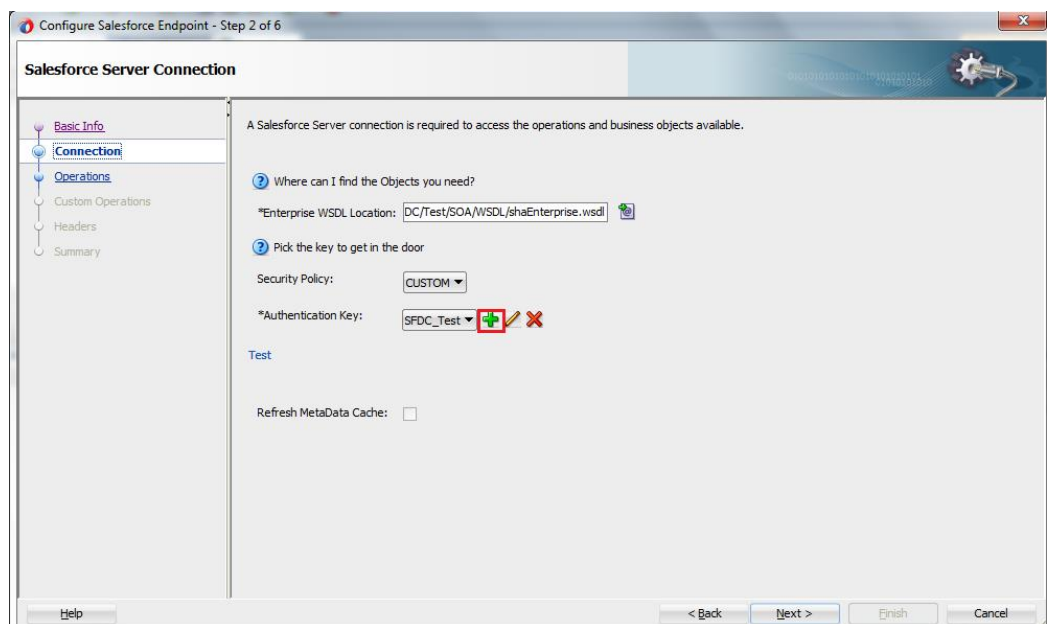 Configure Salesforce Endpoint - Step 2 of 6
Salesforce Server Connection
Basic Info
Connection
Operations
Custom Operations
Headers
Summary
A Salesforce Server connection is required to access the operations and business objects available.
Where can I find the Objects you need?
*Enterprise WSDL Location: DC/Test/SOA/WSDL/shaEnterprise.wsdl
Pick the key to get in the door
Security Policy: CUSTOM
*Authentication Key: SFDC_Test
Test
Refresh MetaData Cache:
Help < Back Next > Finish Cancel